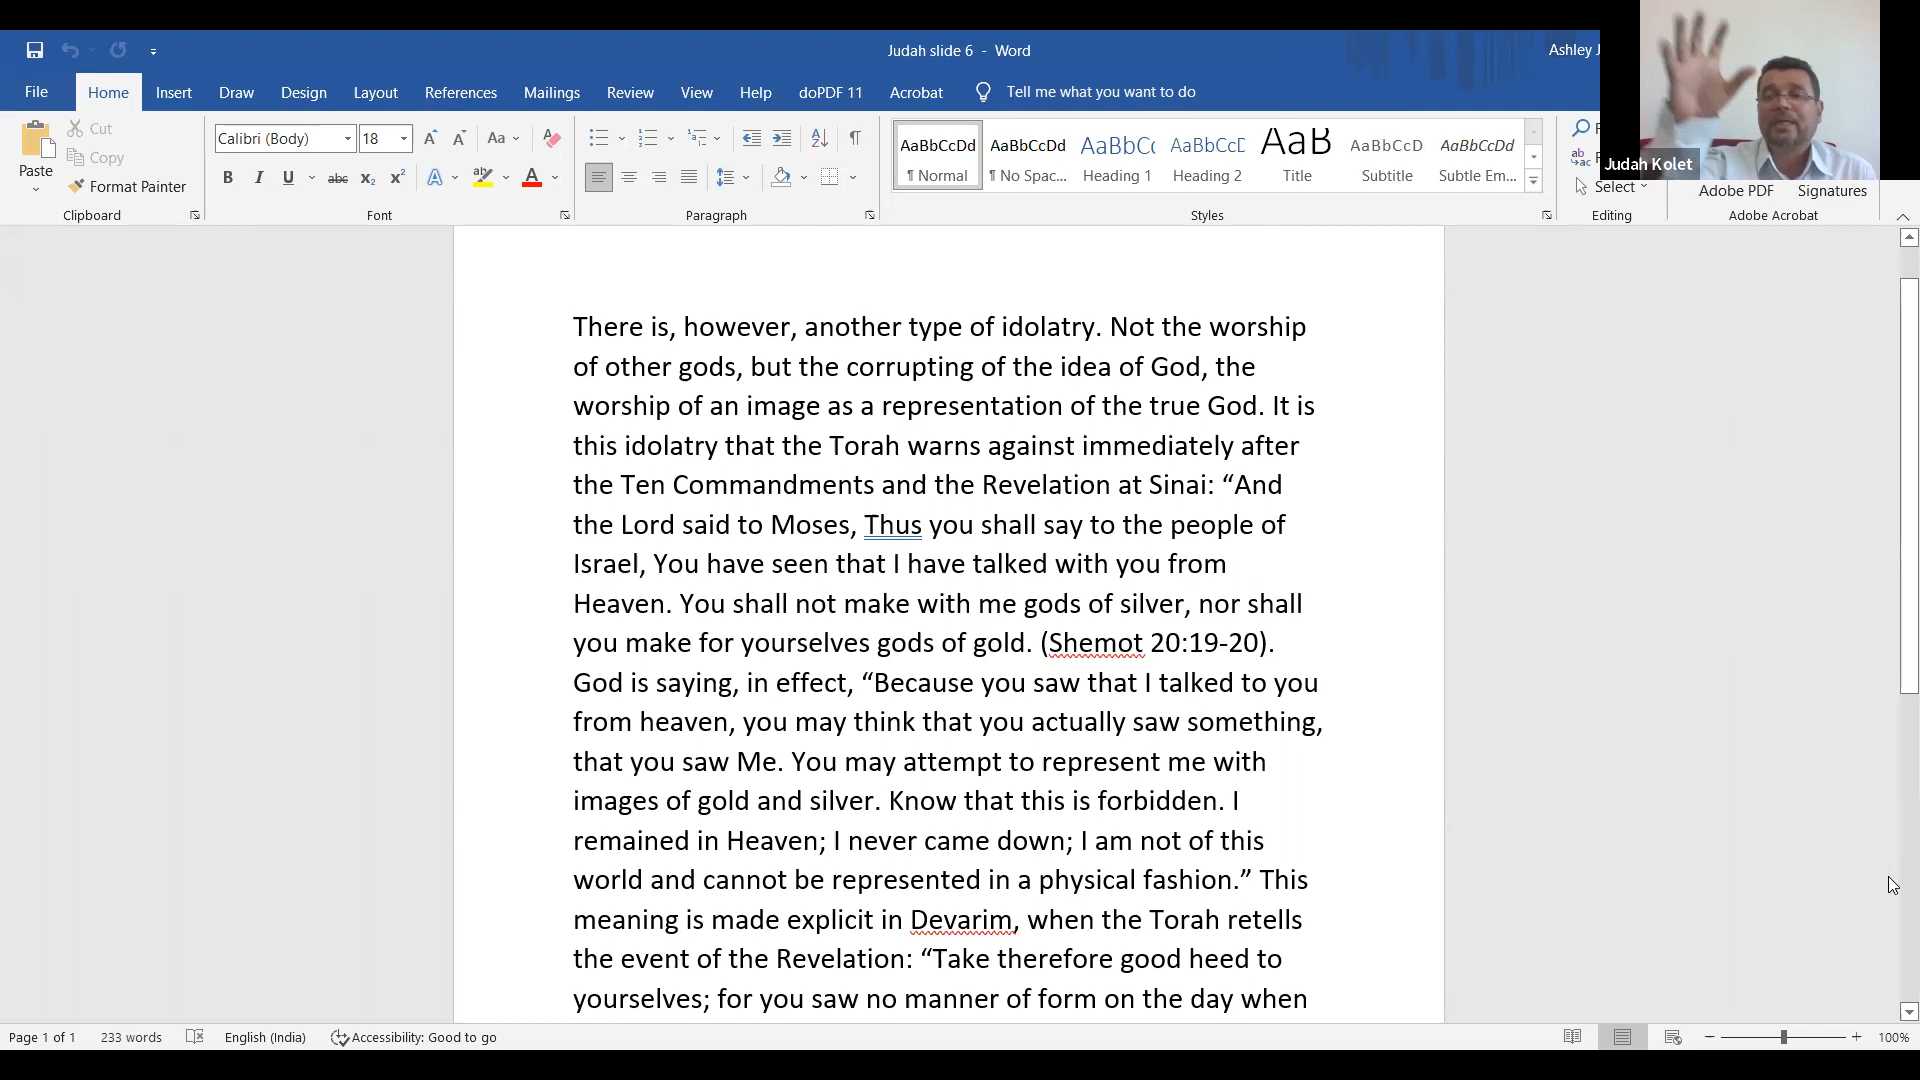 Judah slide 6 - Word
Ashley J
File Home Insert Draw Design Layout References Mailings Review View Help doPDF 11 Acrobat Tell me what you want to do
Judah Kolet
Paste
Cut
Copy
Format Painter
Clipboard
Calibri (Body) 18
Font
Paragraph
AaBbCcDd AaBbCcDd AaBbCc AaBbCcC AaB AaBbCcD AaBbCcDd
¶ Normal ¶ No Spac... Heading 1 Heading 2 Title Subtitle Subtle Em...
Styles
Select
Editing
Adobe PDF Signatures
Adobe Acrobat
There is, however, another type of idolatry. Not the worship
of other gods, but the corrupting of the idea of God, the
worship of an image as a representation of the true God. It is
this idolatry that the Torah warns against immediately after
the Ten Commandments and the Revelation at Sinai: “And
the Lord said to Moses, Thus you shall say to the people of
Israel, You have seen that I have talked with you from
Heaven. You shall not make with me gods of silver, nor shall
you make for yourselves gods of gold. (Shemot 20:19-20).
God is saying, in effect, “Because you saw that I talked to you
from heaven, you may think that you actually saw something,
that you saw Me. You may attempt to represent me with
images of gold and silver. Know that this is forbidden. I
remained in Heaven; I never came down; I am not of this
world and cannot be represented in a physical fashion.” This
meaning is made explicit in Devarim, when the Torah retells
the event of the Revelation: “Take therefore good heed to
yourselves; for you saw no manner of form on the day when
Page 1 of 1 233 words English (India) Accessibility: Good to go 100%